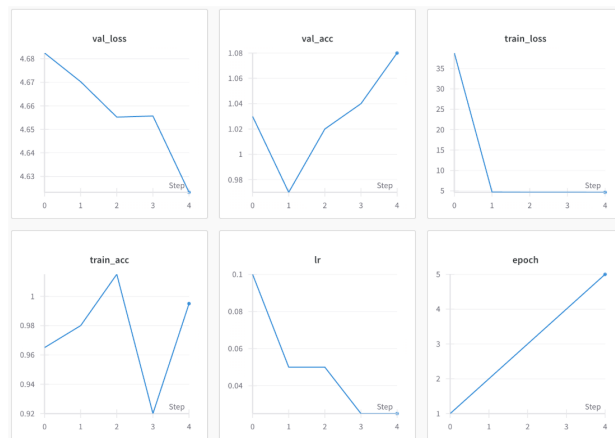 val_loss
4.68
4.67
4.66
4.65
4.64
4.63
Step
0 1 2 3 4
val_acc
1.08
1.06
1.04
1.02
1
0.98
Step
0 1 2 3 4
train_loss
35
30
25
20
15
10
5
Step
0 1 2 3 4
train_acc
1
0.98
0.96
0.94
0.92
Step
0 1 2 3 4
lr
0.1
0.08
0.06
0.04
Step
0 1 2 3 4
epoch
5
4
3
2
1
Step
0 1 2 3 4